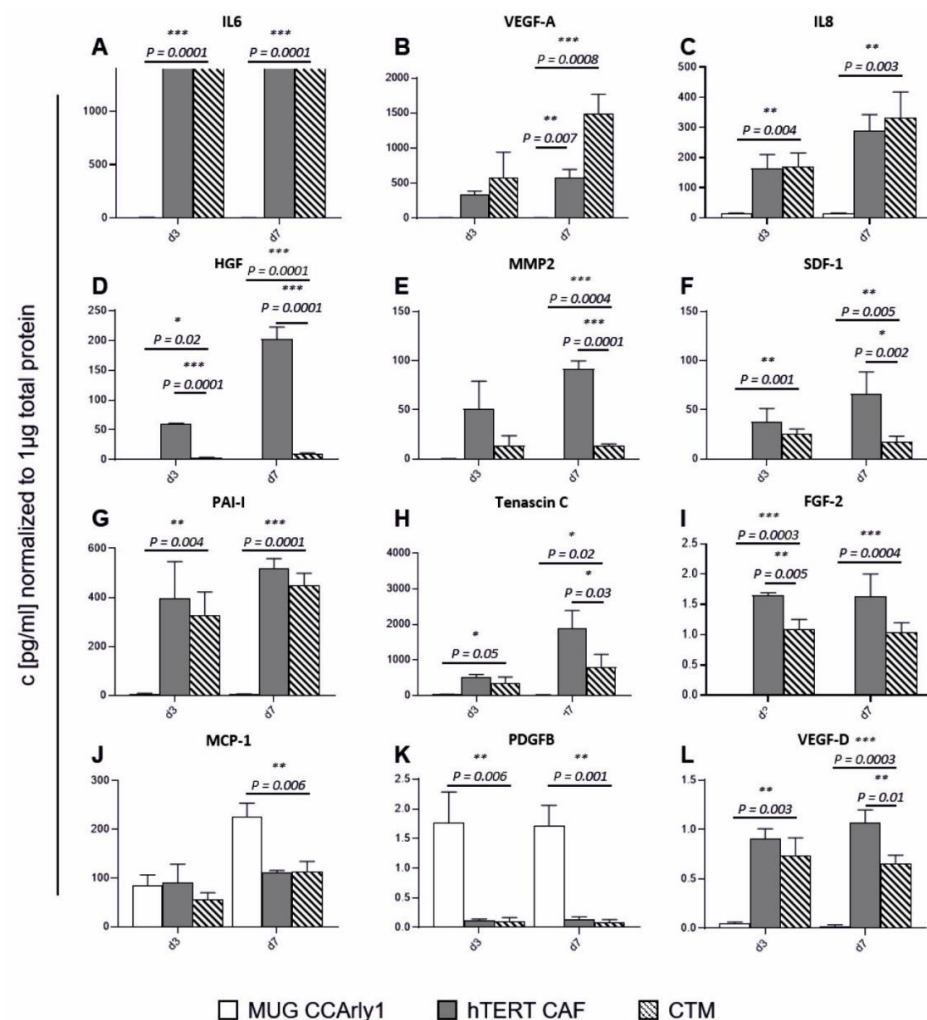 c [pg/ml] normalized to 1µg total protein
A
IL6
***
P = 0.0001
***
P = 0.0001
1000
500
0
d3
d7
B
VEGF-A
***
P = 0.0008
**
P = 0.007
2000
1500
1000
500
0
d3
d7
C
IL8
**
P = 0.003
**
P = 0.004
500
400
300
200
100
0
d3
d7
D
HGF
***
P = 0.0001
*
P = 0.02
***
P = 0.0001
***
P = 0.0001
250
200
150
100
50
0
d3
d7
E
MMP2
***
P = 0.0004
***
P = 0.0001
150
100
50
0
d3
d7
F
SDF-1
**
P = 0.005
**
P = 0.001
*
P = 0.002
150
100
50
0
d3
d7
G
PAI-I
**
P = 0.004
***
P = 0.0001
600
400
200
0
d3
d7
H
Tenascin C
*
P = 0.02
*
P = 0.03
*
P = 0.05
4000
3000
2000
1000
0
d3
I
FGF-2
***
P = 0.0003
**
P = 0.005
***
P = 0.0004
2.5
2.0
1.5
1.0
0.5
0.0
d7
J
MCP-1
**
P = 0.006
300
200
100
0
d3
d7
K
PDGFB
**
P = 0.006
**
P = 0.001
2.5
2.0
1.5
1.0
0.5
0.0
d3
d7
L
VEGF-D
***
P = 0.0003
**
P = 0.003
**
P = 0.01
1.5
1.0
0.5
0.0
d3
d7
MUG CCArly1
hTERT CAF
CTM